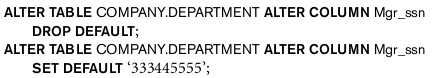 ALTER TABLE COMPANY.DEPARTMENT ALTER COLUMN Mgr_ssn
DROP DEFAULT;
ALTER TABLE COMPANY.DEPARTMENT ALTER COLUMN Mgr_ssn
SET DEFAULT ‘333445555’;